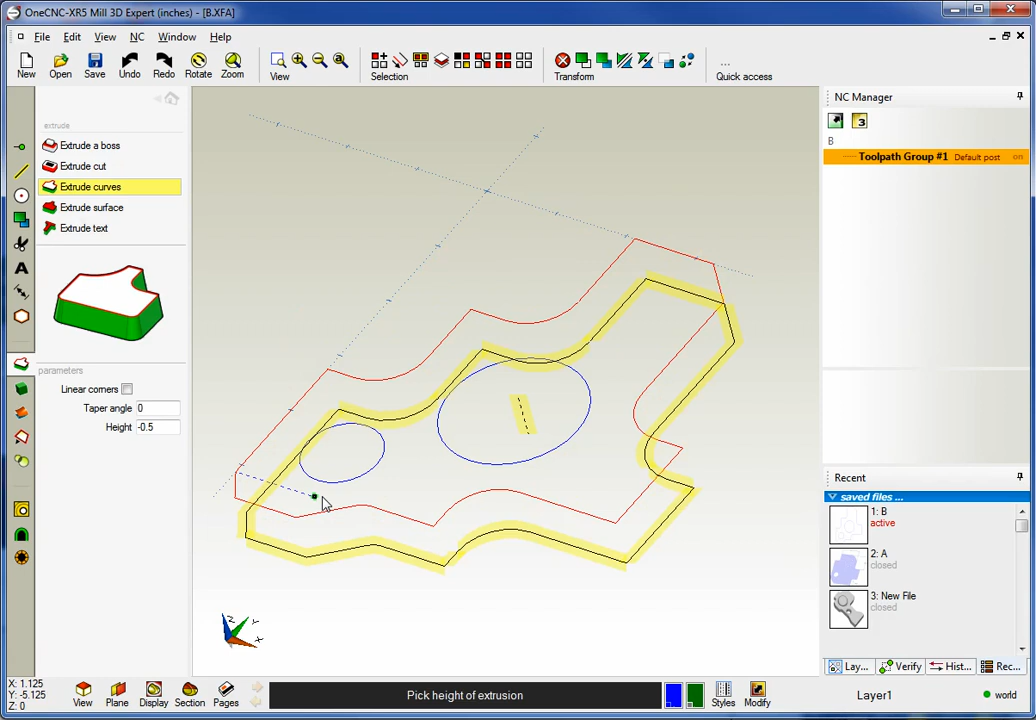 OneCNC-XR5 Mill 3D Expert (inches) - [B.XFA]
File Edit View NC Window Help
New Open Save Undo Redo Rotate Zoom View Selection Transform Quick access
...
extrude
Extrude a boss
Extrude cut
Extrude curves
Extrude surface
Extrude text
parameters
Linear corners
Taper angle 0
Height -0.5
NC Manager
3
B
Toolpath Group #1 Default post on
Recent
saved files ...
1: B
active
2: A
closed
3: New File
closed
Lay... Verify Hist... Rec...
Z Y X
X: 1.125
Y: -5.125
Z: 0
View Plane Display Section Pages
Pick height of extrusion
Styles Modify
Layer1
world